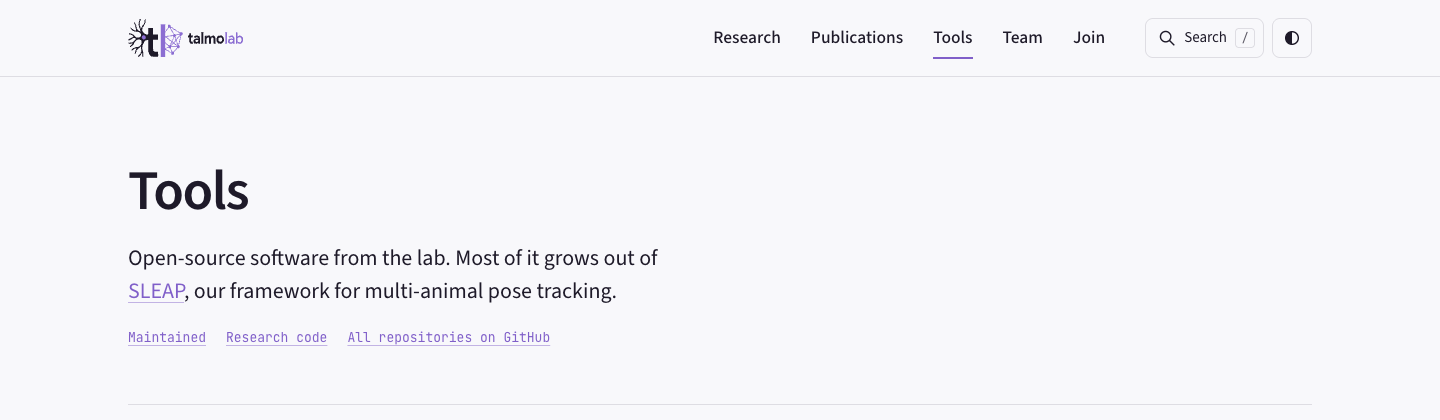 talmolab
Research Publications Tools Team Join Search /
Tools
Open-source software from the lab. Most of it grows out of
SLEAP, our framework for multi-animal pose tracking.
Maintained Research code All repositories on GitHub